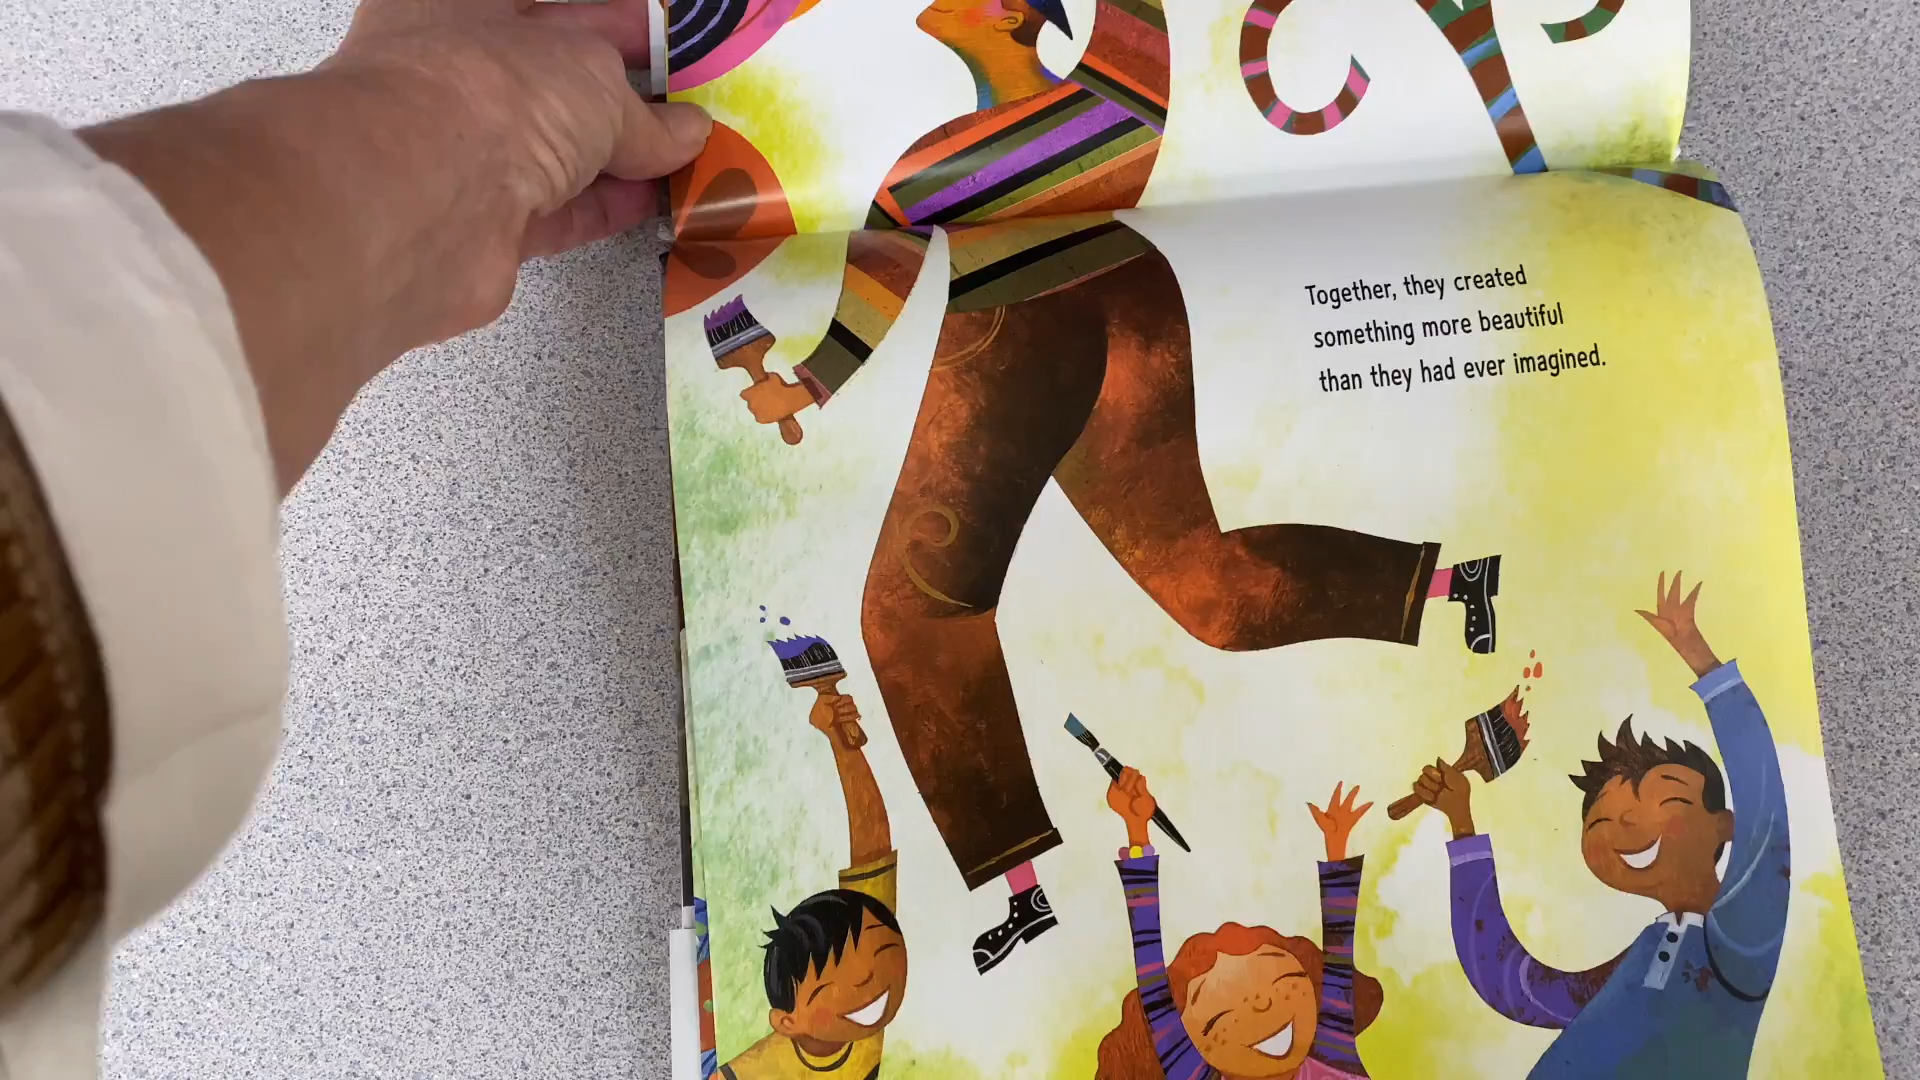 Together, they created
something more beautiful
than they had ever imagined.